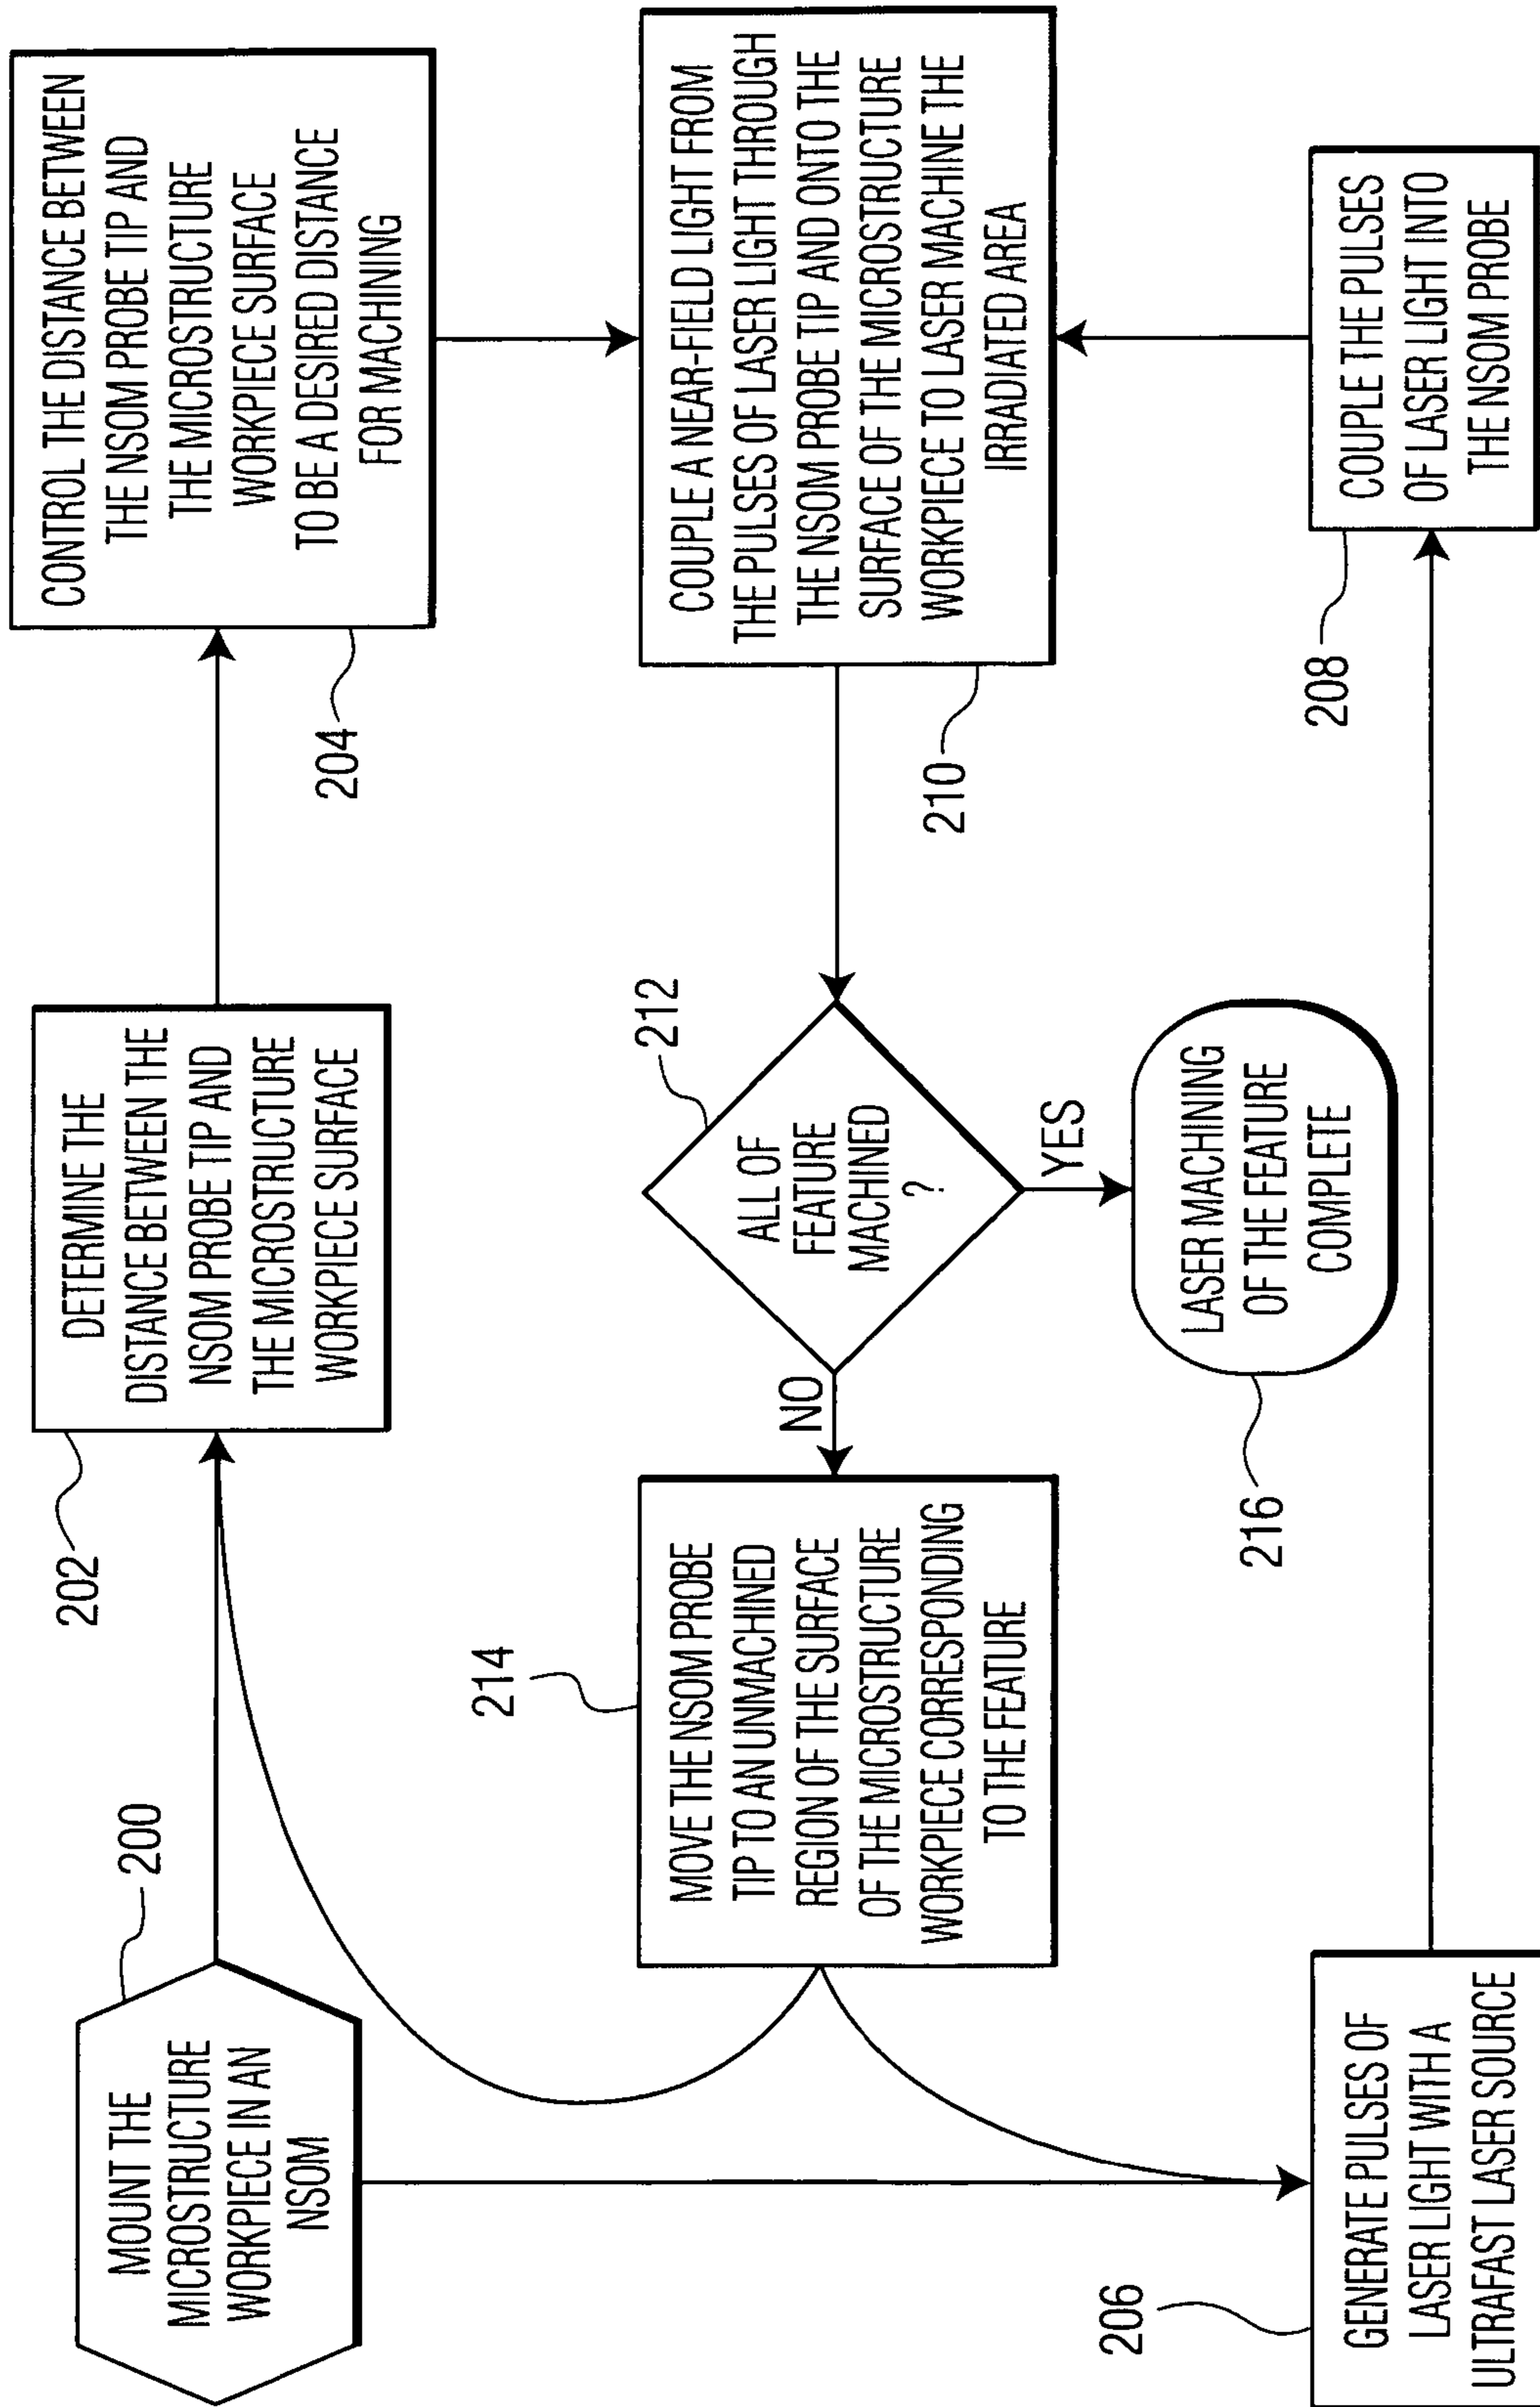 200
MOUNT THE
MICROSTRUCTURE
WORKPIECE IN AN
NSOM
202
DETERMINE THE
DISTANCE BETWEEN THE
NSOM PROBE TIP AND
THE MICROSTRUCTURE
WORKPIECE SURFACE
204
CONTROL THE DISTANCE BETWEEN
THE NSOM PROBE TIP AND
THE MICROSTRUCTURE
WORKPIECE SURFACE
TO BE A DESIRED DISTANCE
FOR MACHINING
214
MOVE THE NSOM PROBE
TIP TO AN UNMACHINED
REGION OF THE SURFACE
OF THE MICROSTRUCTURE
WORKPIECE CORRESPONDING
TO THE FEATURE
NO
212
ALL OF
FEATURE
MACHINED
?
YES
210
COUPLE A NEAR-FIELD LIGHT FROM
THE PULSES OF LASER LIGHT THROUGH
THE NSOM PROBE TIP AND ONTO THE
SURFACE OF THE MICROSTRUCTURE
WORKPIECE TO LASER MACHINE THE
IRRADIATED AREA
216
LASER MACHINING
OF THE FEATURE
COMPLETE
206
GENERATE PULSES OF
LASER LIGHT WITH A
ULTRAFAST LASER SOURCE
208
COUPLE THE PULSES
OF LASER LIGHT INTO
THE NSOM PROBE